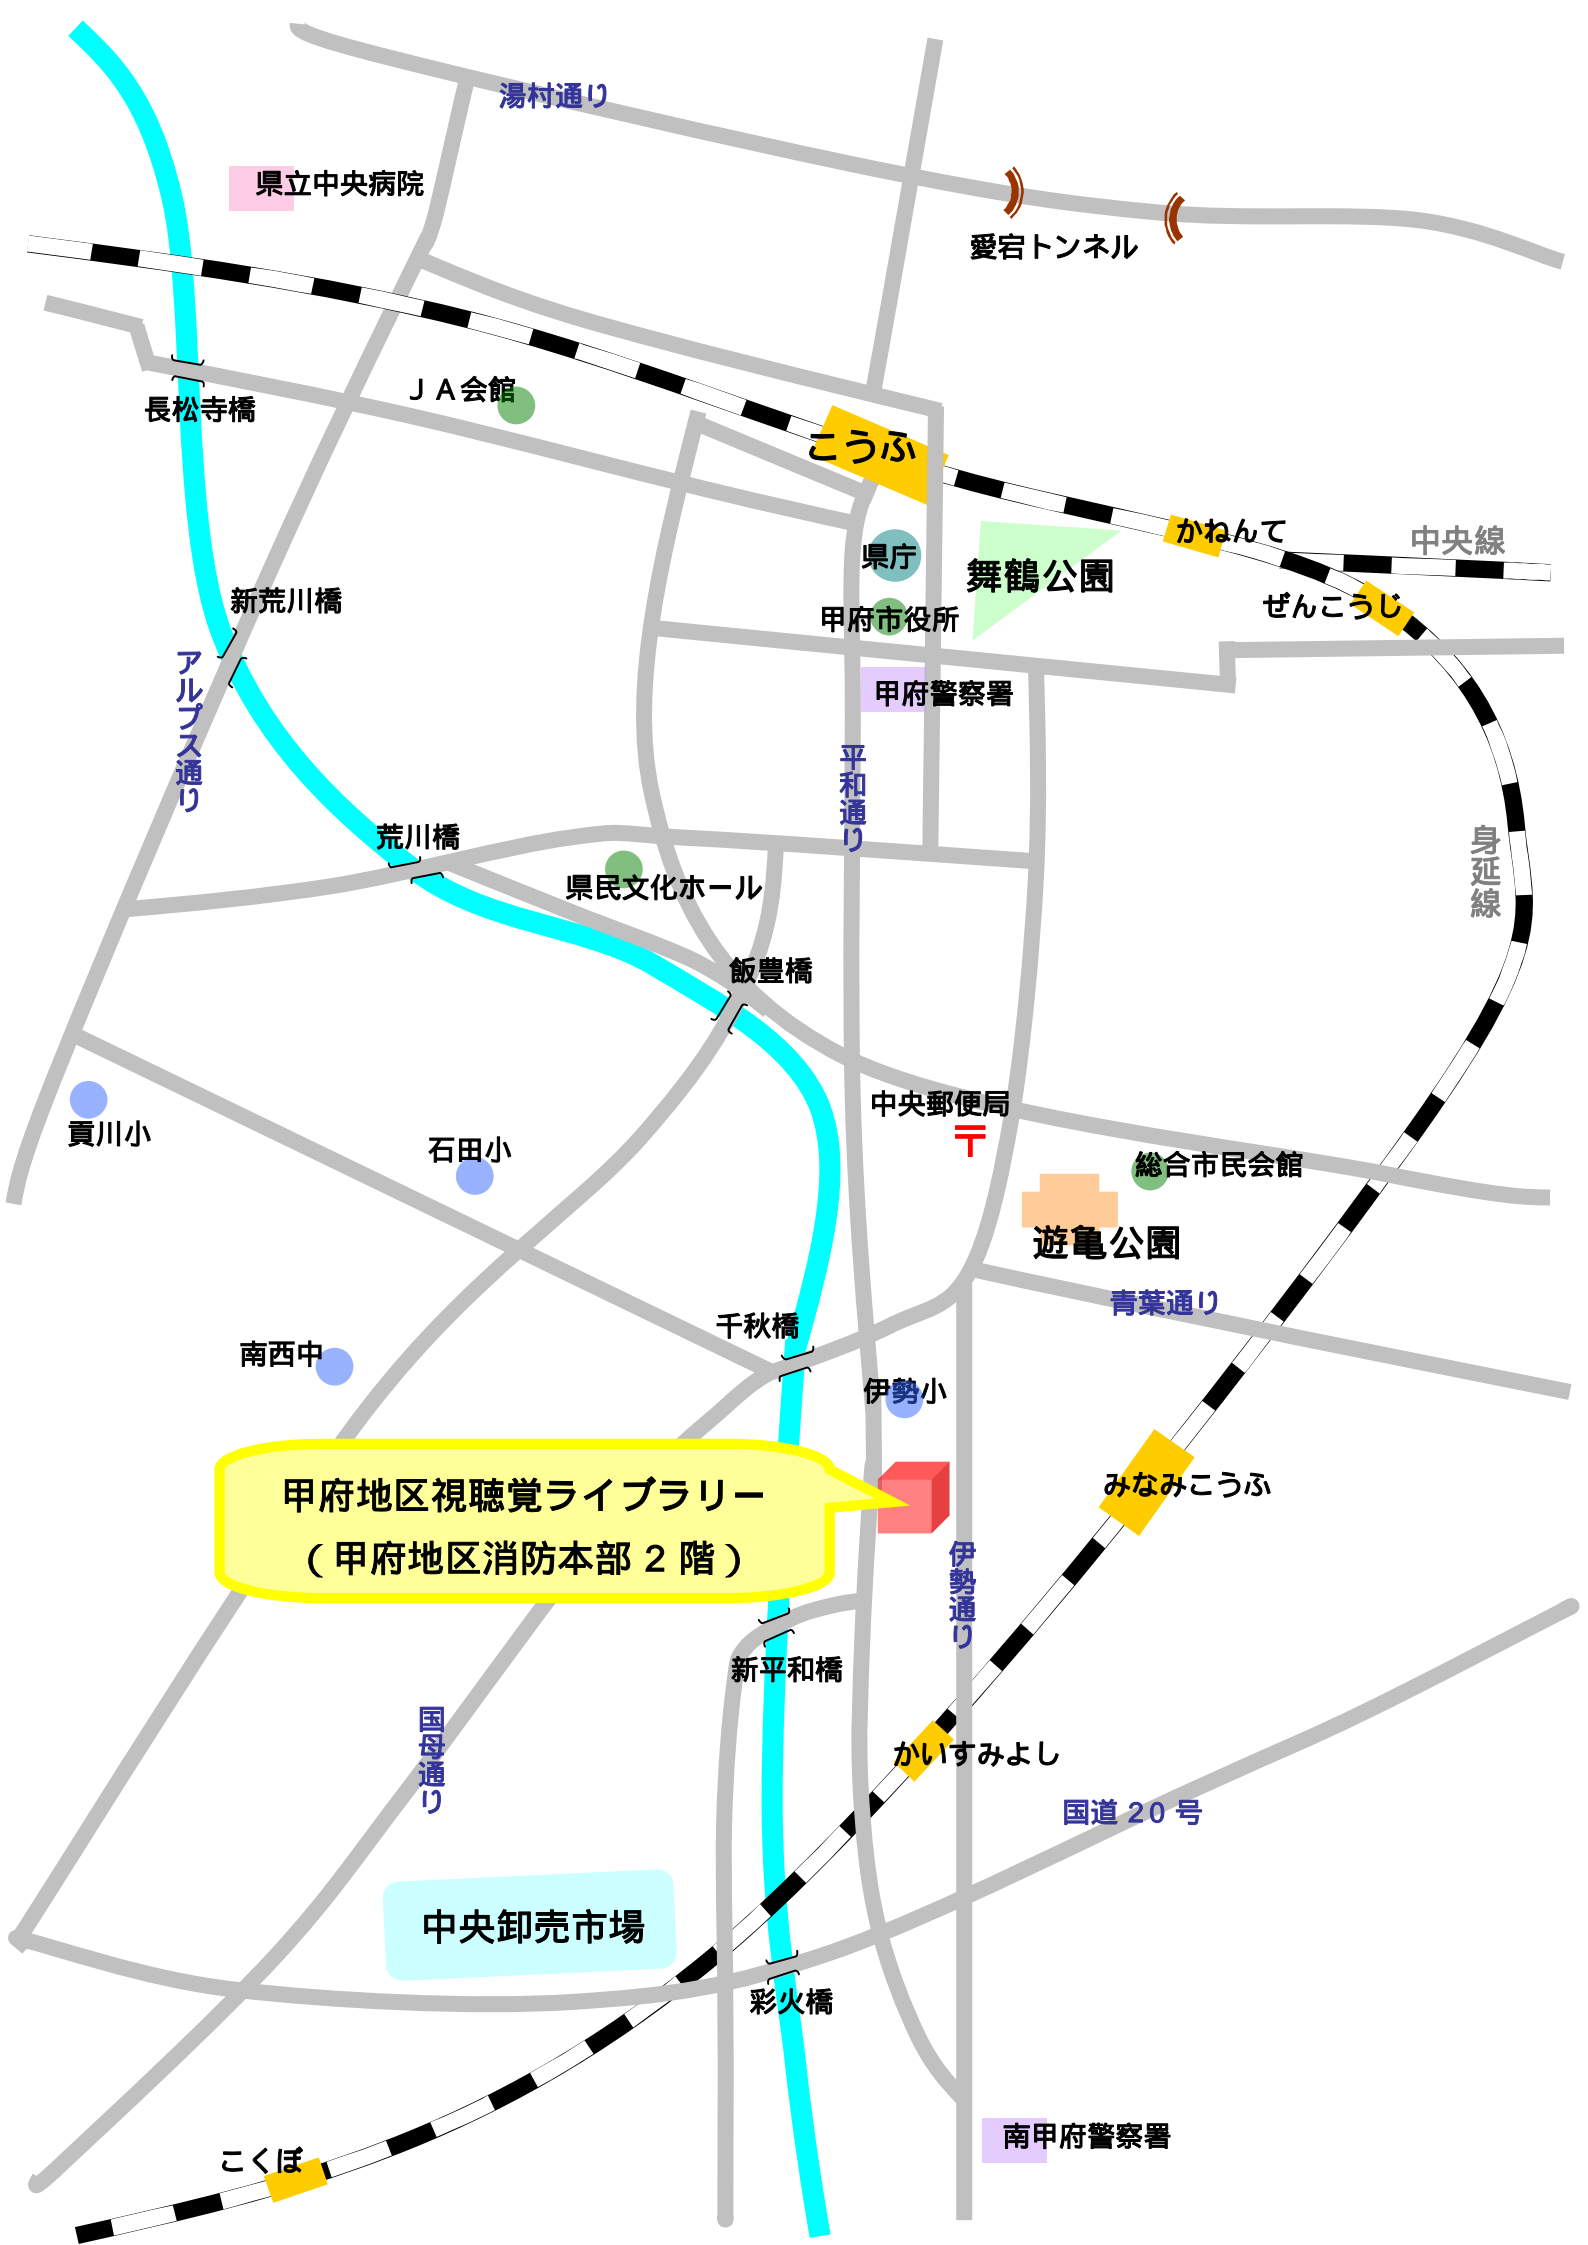 湯村通り
県立中央病院
愛宕トンネル
JA会館
長松寺橋
こうふ
かねんて
中央線
県庁
舞鶴公園
ぜんこうじ
新荒川橋
甲府市役所
アルプス通り
甲府警察署
平和通り
荒川橋
身延線
県民文化ホール
飯豊橋
中央郵便局
〒
貢川小
石田小
総合市民会館
遊亀公園
青葉通り
千秋橋
南西中
伊勢小
甲府地区視聴覚ライブラリー
(甲府地区消防本部2階)
みなみこうふ
伊勢通り
新平和橋
国母通り
かいすみよし
国道20号
中央卸売市場
彩火橋
南甲府警察署
こくぼ